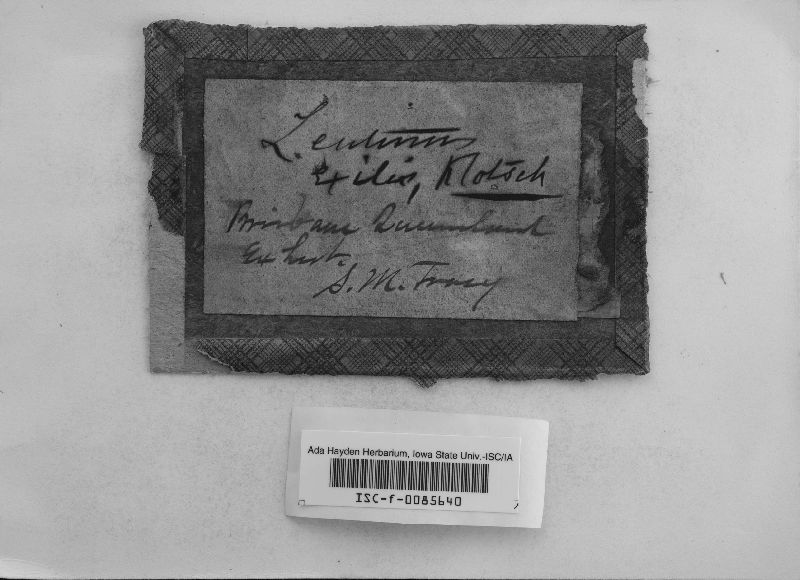 Lentinus
exilis, Klotsch
Brisbane Queensland
Ex herb.
S. M. Tracy
Ada Hayden Herbarium, Iowa State Univ.-ISC/IA
ISC-f-0085640